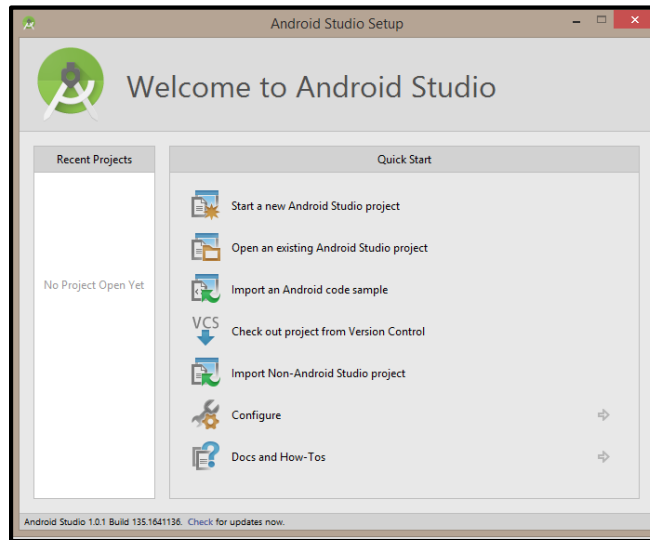 Android Studio Setup
Welcome to Android Studio
Recent Projects
No Project Open Yet
Quick Start
Start a new Android Studio project
Open an existing Android Studio project
Import an Android code sample
VCS
Check out project from Version Control
Import Non-Android Studio project
Configure
Docs and How-Tos
Android Studio 1.0.1 Build 135.1641136. Check for updates now.